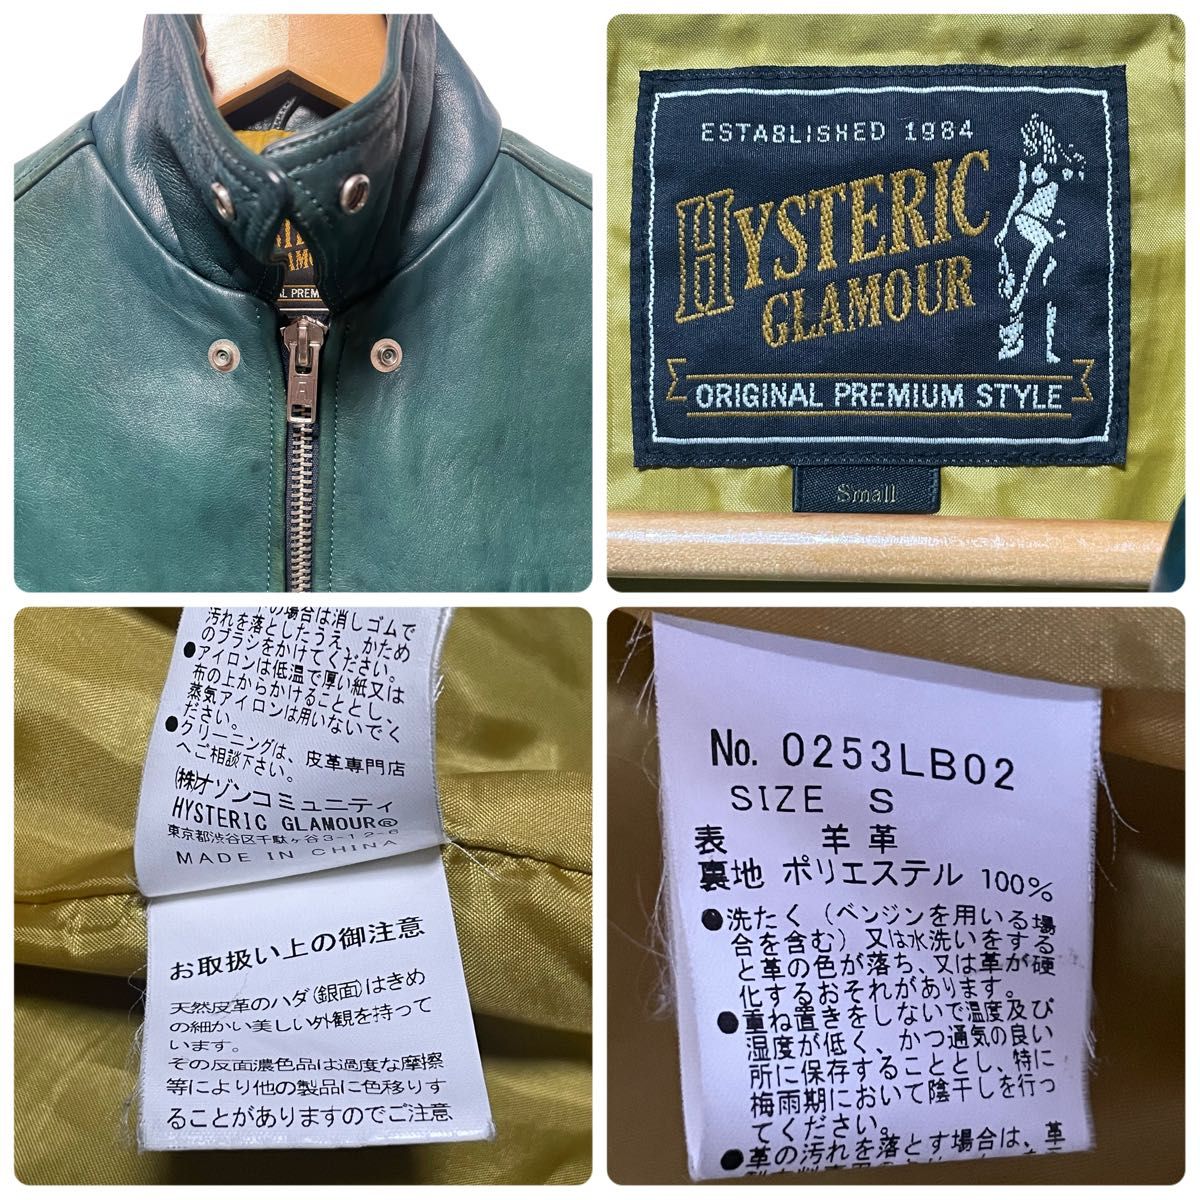 GLAMOU
AL PREM
ESTABLISHED 1984
HYSTERIC
GLAMOUR
ORIGINAL PREMIUM STYLE
Small
の場合は消しゴムで
汚れを落としたうえ、かため
のブラシをかけてください。
●アイロンは低温で厚い紙又は
布の上からかけることとし、
蒸気アイロンは用いないでく
ださい。
●クリーニングは、皮革専門店
へご相談下さい。
(株)オゾンコミュニティ
HYSTERIC GLAMOUR®
東京都渋谷区千駄ヶ谷3-12-6
MADE IN CHINA
お取扱い上の御注意
天然皮革のハダ(銀面)はきめ
の細かい美しい外観を持って
います。
その反面濃色品は過度な摩擦
等により他の製品に色移りす
ることがありますのでご注意
No. 0253LB02
SIZE S
表 羊革
裏地 ポリエステル 100%
●洗たく(ベンジンを用いる場
合を含む)又は水洗いをする
と革の色が落ち、又は革が硬
化するおそれがあります。
●重ね置きをしないで温度及び
湿度が低く、かつ通気の良い
所に保存することとし、特に
梅雨期において陰干しを行っ
てください。
●革の汚れを落とす場合は、革